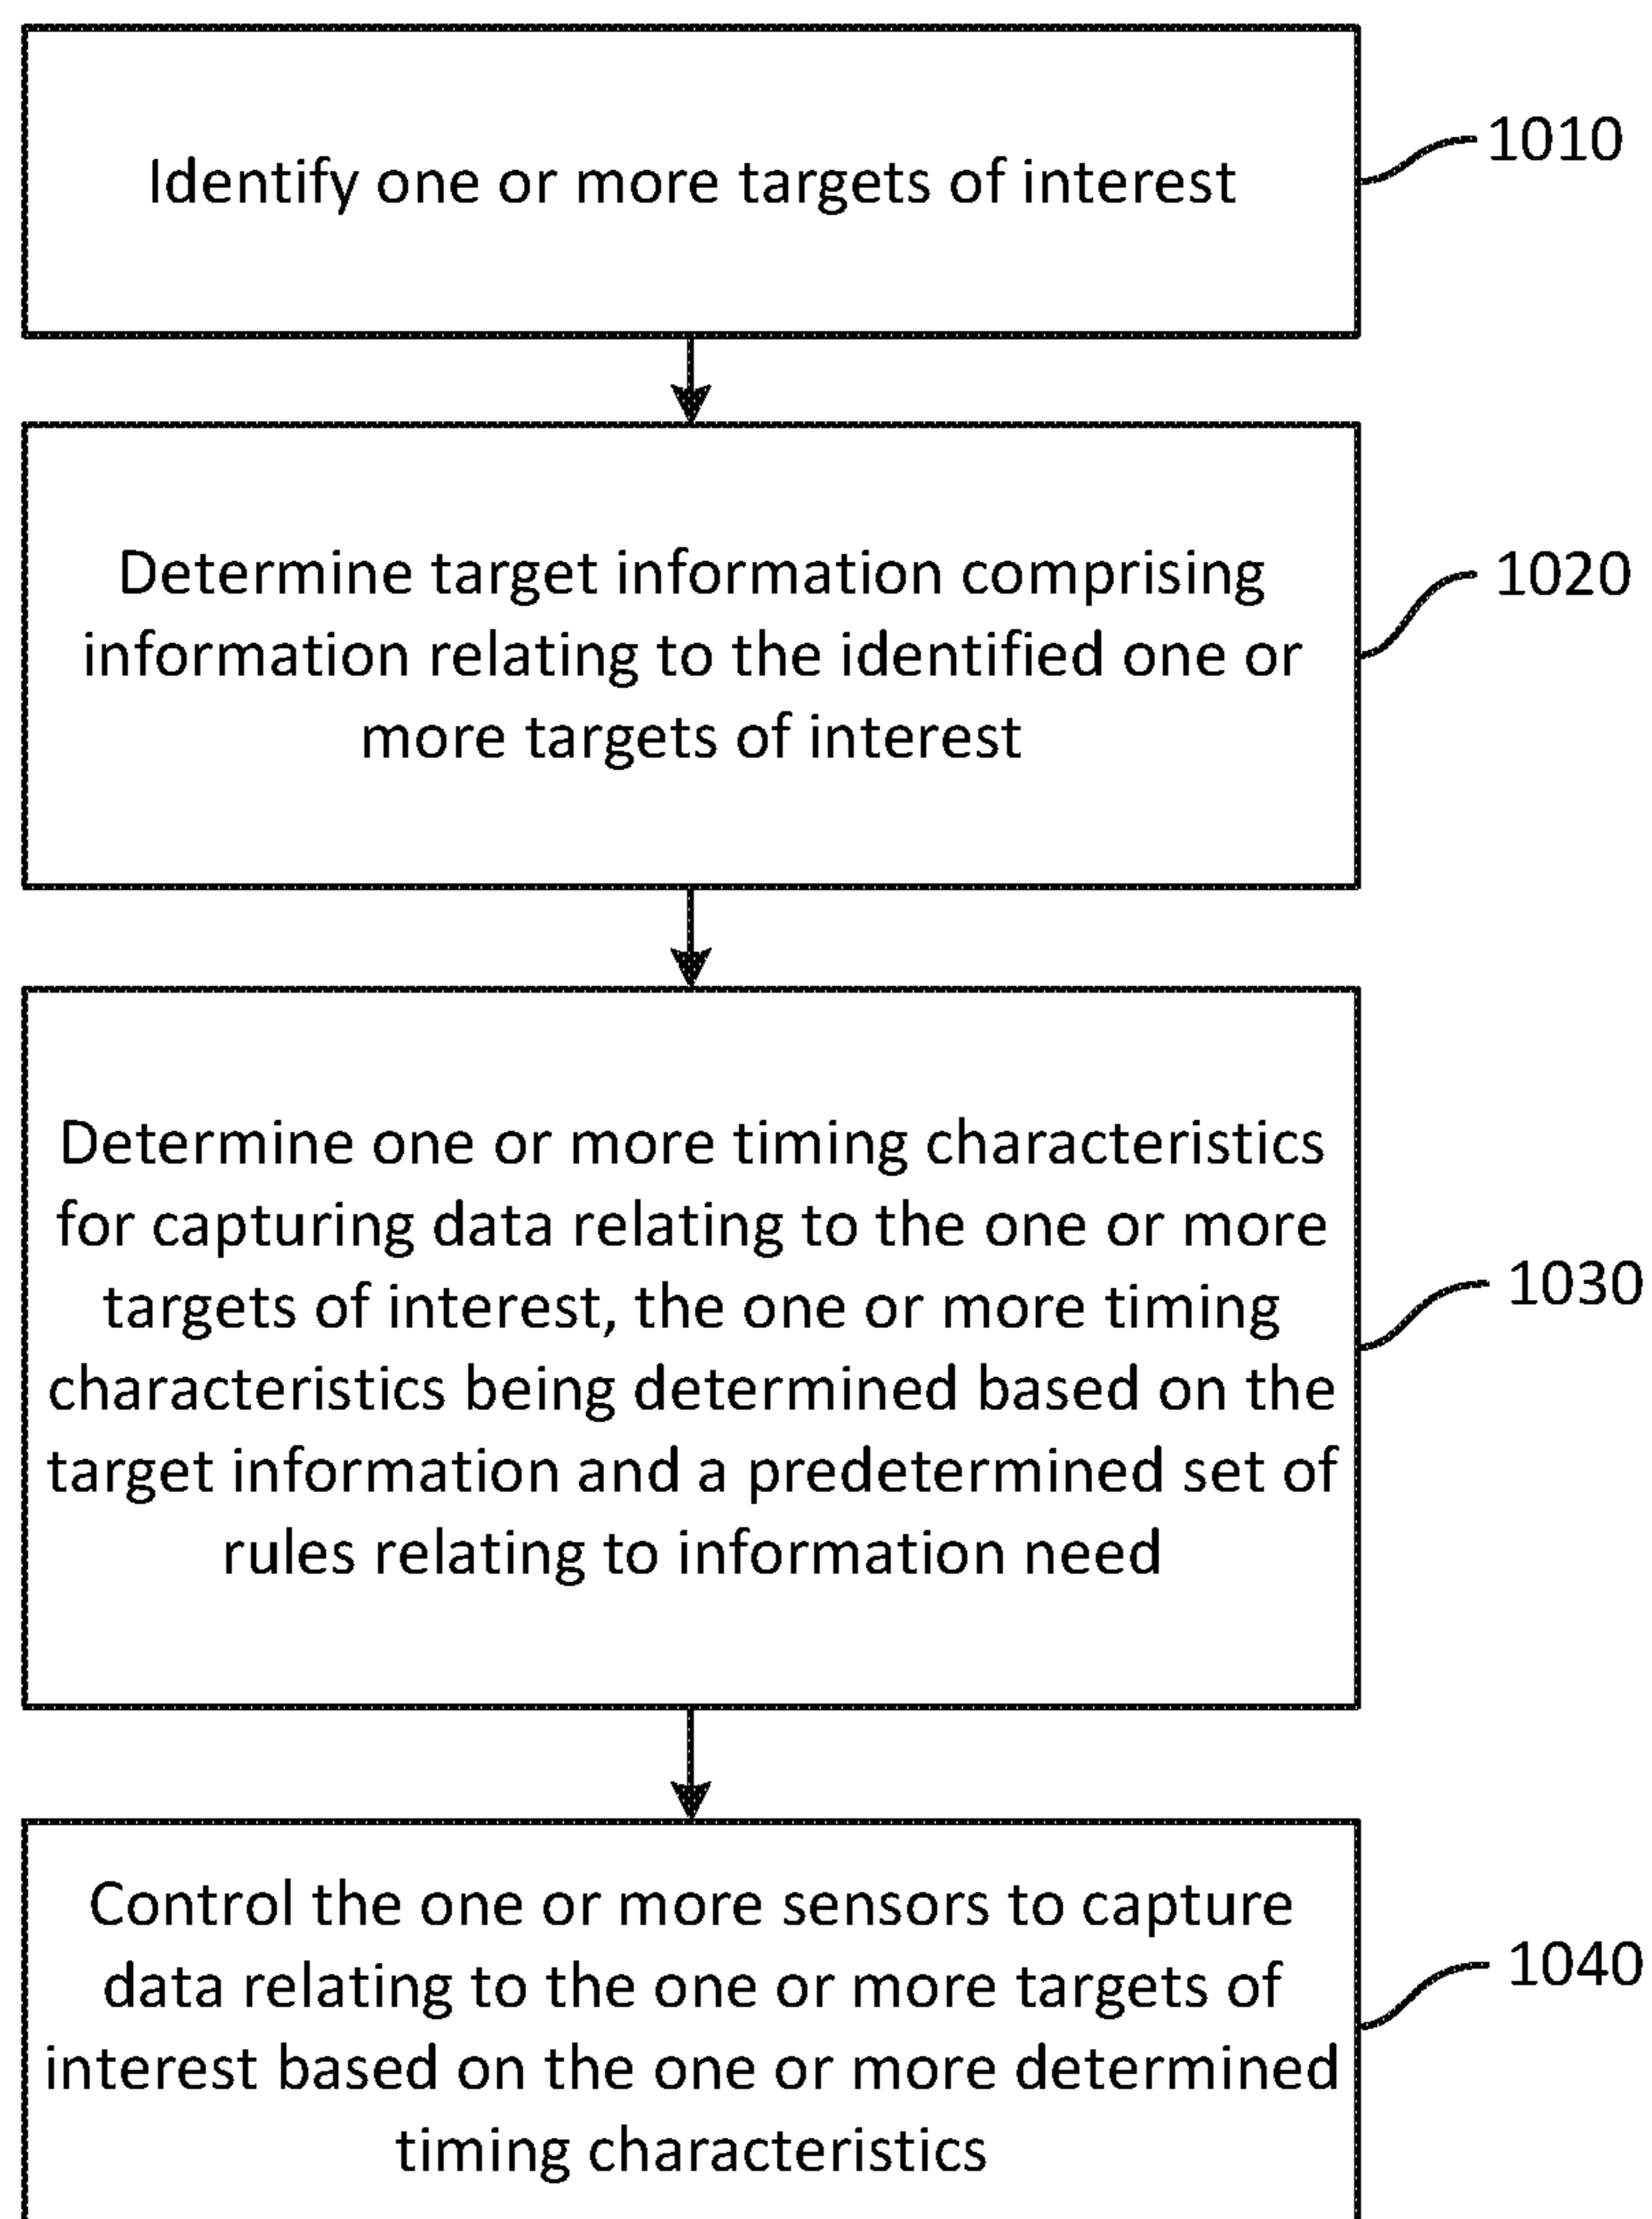 Identify one or more targets of interest
1010
Determine target information comprising
information relating to the identified one or
more targets of interest
1020
Determine one or more timing characteristics
for capturing data relating to the one or more
targets of interest, the one or more timing
characteristics being determined based on the
target information and a predetermined set of
rules relating to information need
1030
Control the one or more sensors to capture
data relating to the one or more targets of
interest based on the one or more determined
timing characteristics
1040